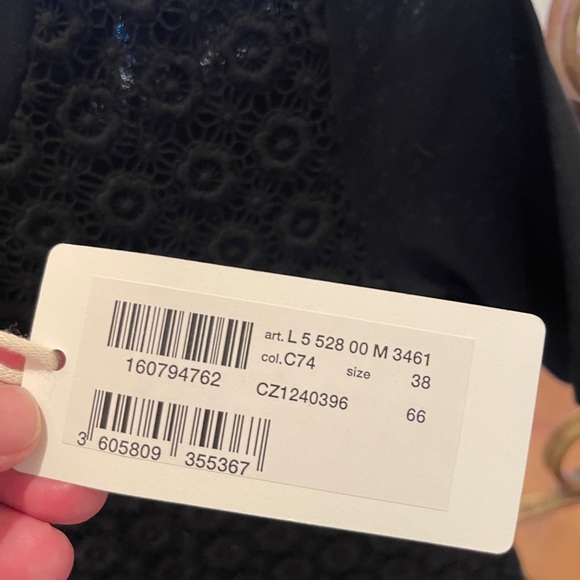 art. L 5 528 00 M 3461
col. C74 size 38
160794762
CZ1240396 66
3 605809 355367